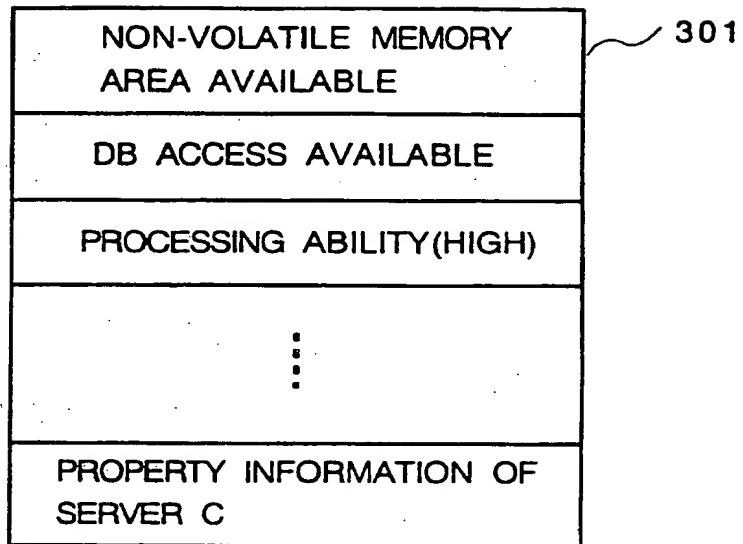 NON-VOLATILE MEMORY
AREA AVAILABLE
301
DB ACCESS AVAILABLE
PROCESSING ABILITY(HIGH)
PROPERTY INFORMATION OF
SERVER C